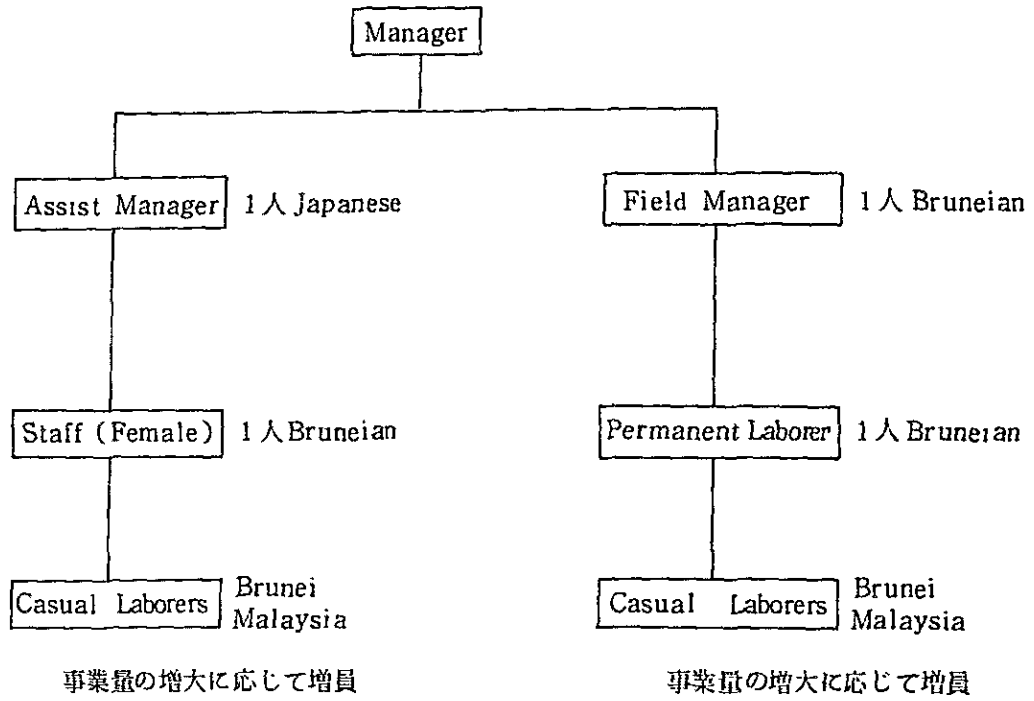 Manager
Assist Manager 1人 Japanese
Field Manager 1人 Bruneian
Staff (Female) 1人 Bruneian
Permanent Laborer 1人 Bruneian
Casual Laborers Brunei
Malaysia
Casual Laborers Brunei
Malaysia
事業量の増大に応じて増員
事業量の増大に応じて増員